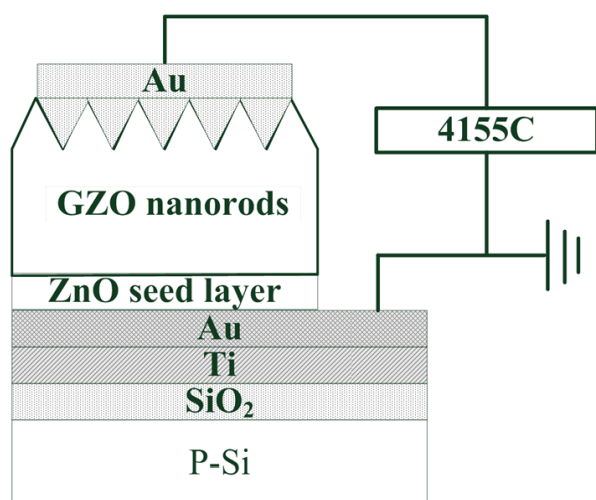 Au
4155C
GZO nanorods
ZnO seed layer
Au
Ti
SiO₂
P-Si